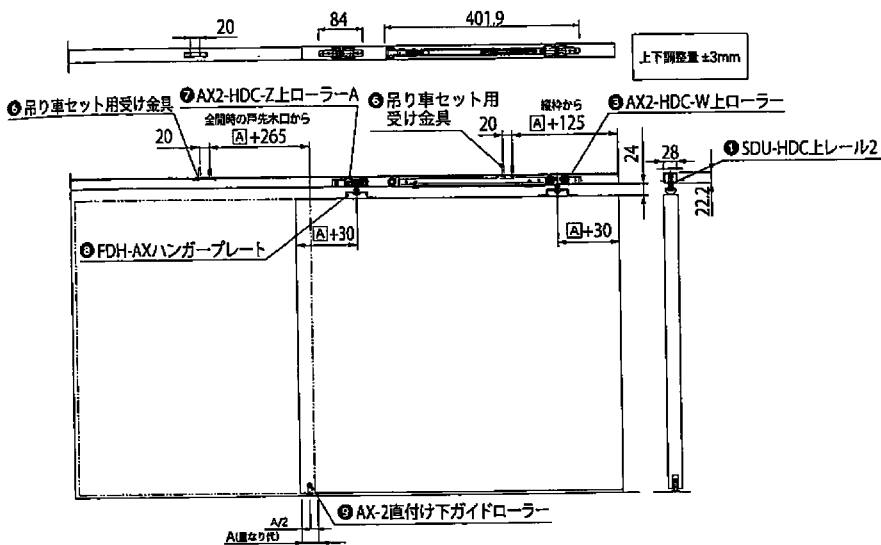 20
84
401.9
上下調整量 ±3mm
❻吊り車セット用受け金具
❼AX2-HDC-Z上ローラーA
❻吊り車セット用
受け金具
縦枠から
❸AX2-HDC-W上ローラー
全開時の戸先木口から
20
A+265
20
A+125
24
28
❶SDU-HDC上レール2
22.2
A+30
A+30
❽FDH-AXハンガープレート
❾AX-2直付け下ガイドローラー
A/2
A(重なり代)